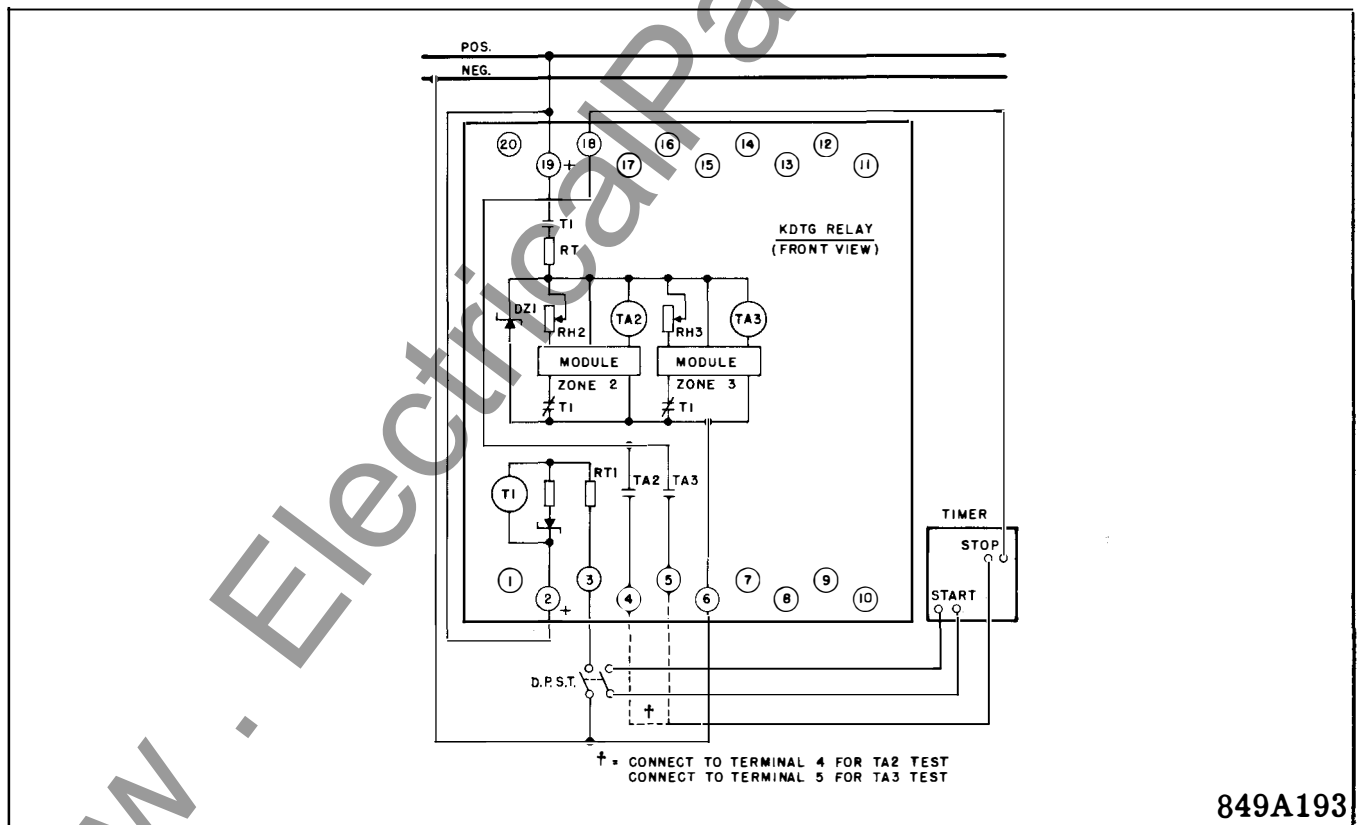 POS.
NEG.
20
19
+
18
17
16
15
14
13
12
11
T1
RT
KDTG RELAY
(FRONT VIEW)
DZ1
RH2
TA2
RH3
TA3
MODULE
MODULE
ZONE 2
ZONE 3
T1
T1
T1
RT1
TA2
TA3
TIMER
STOP
START
1
2
+
3
4
5
6
7
8
9
10
D.P.S.T.
†
† = CONNECT TO TERMINAL 4 FOR TA2 TEST
CONNECT TO TERMINAL 5 FOR TA3 TEST
849A193
w . ElectricalPa